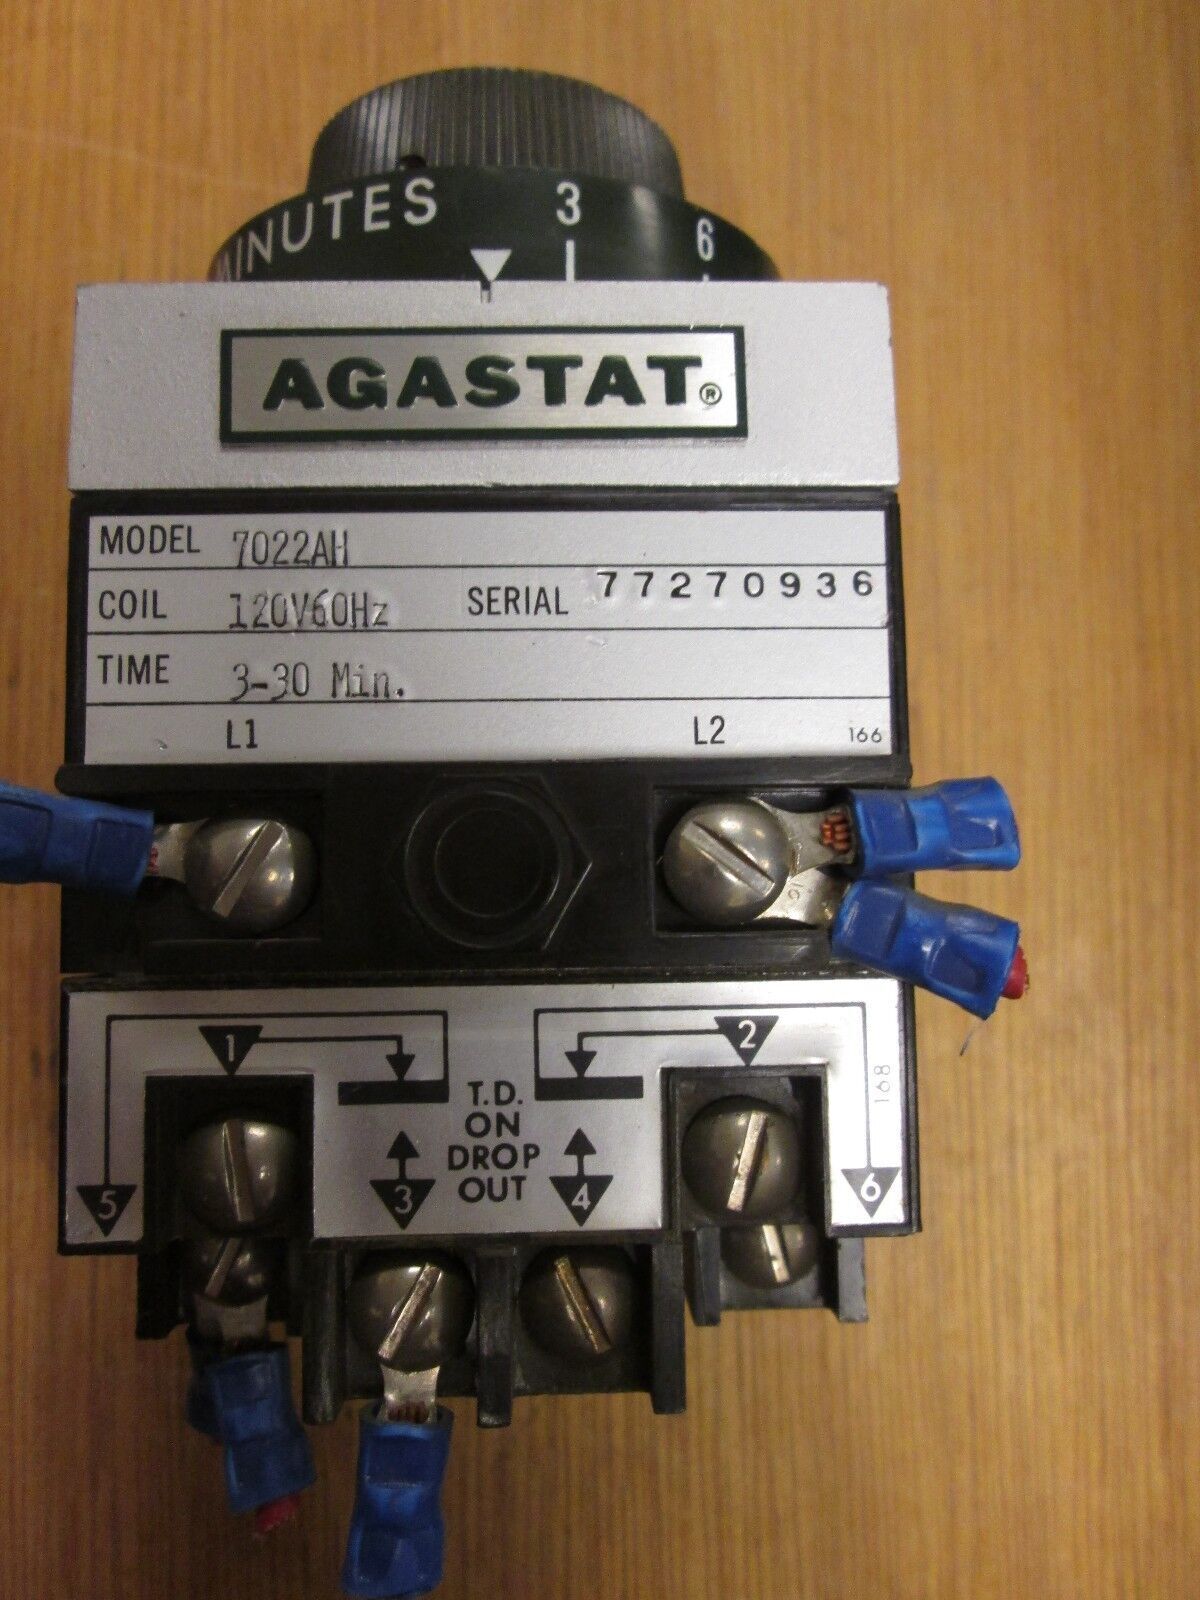 MINUTES 3 6
AGASTAT®
MODEL 7022AH
COIL 120V60Hz SERIAL 77270936
TIME 3-30 Min.
L1 L2 166
1 2
T.D.
ON
DROP
OUT
168
5 3 4 6